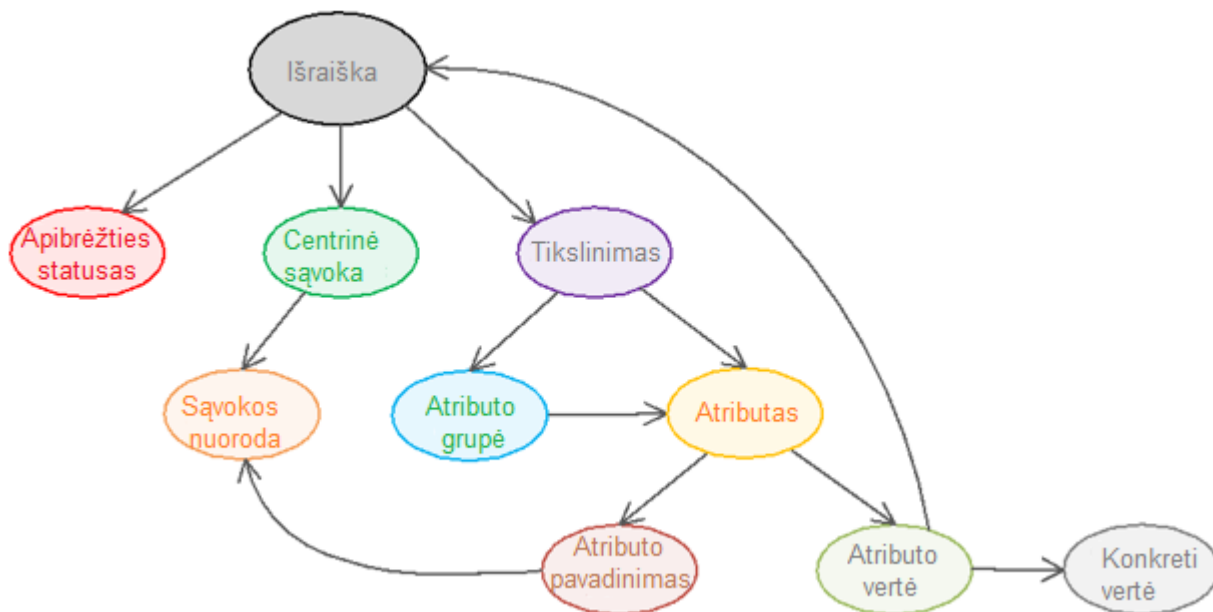 Išraiška
Apibrėžties
statusas
Centrinė
sąvoka
Tikslinimas
Sąvokos
nuoroda
Atributo
grupė
Atributas
Atributo
pavadinimas
Atributo
vertė
Konkreti
vertė